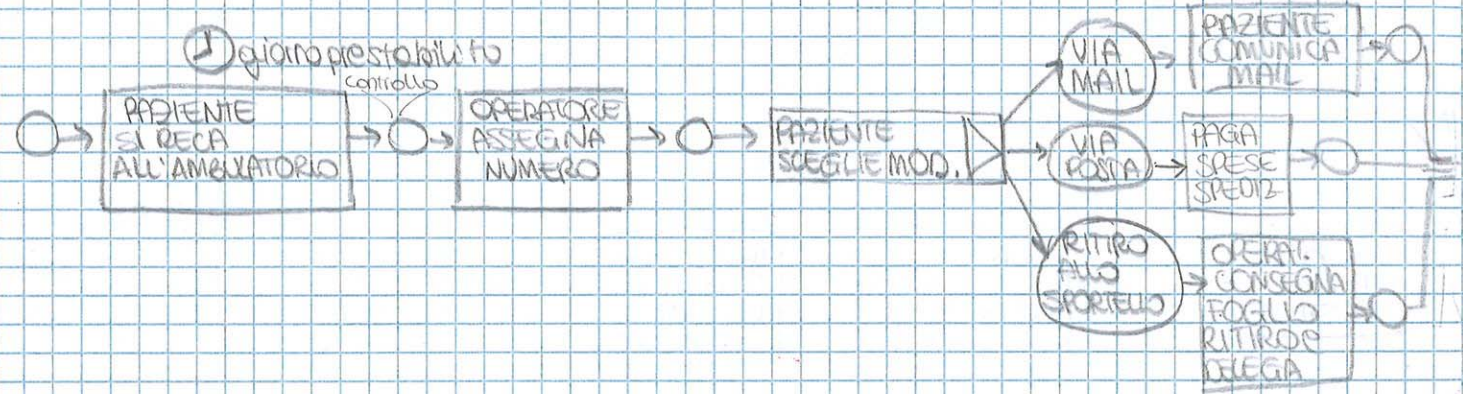 giorno prestabilito
controllo
PAZIENTE
SI RECA
ALL'AMBULATORIO
OPERATORE
ASSEGNA
NUMERO
PAZIENTE
SCEGLIE MOD.
VIA
MAIL
PAZIENTE
COMUNICA
MAIL
VIA
POSTA
PAGA
SPESE
SPEDIZ
RITIRO
ALLO
SPORTELLO
OPERAT.
CONSEGNA
FOGLIO
RITIRO e
DELEGA